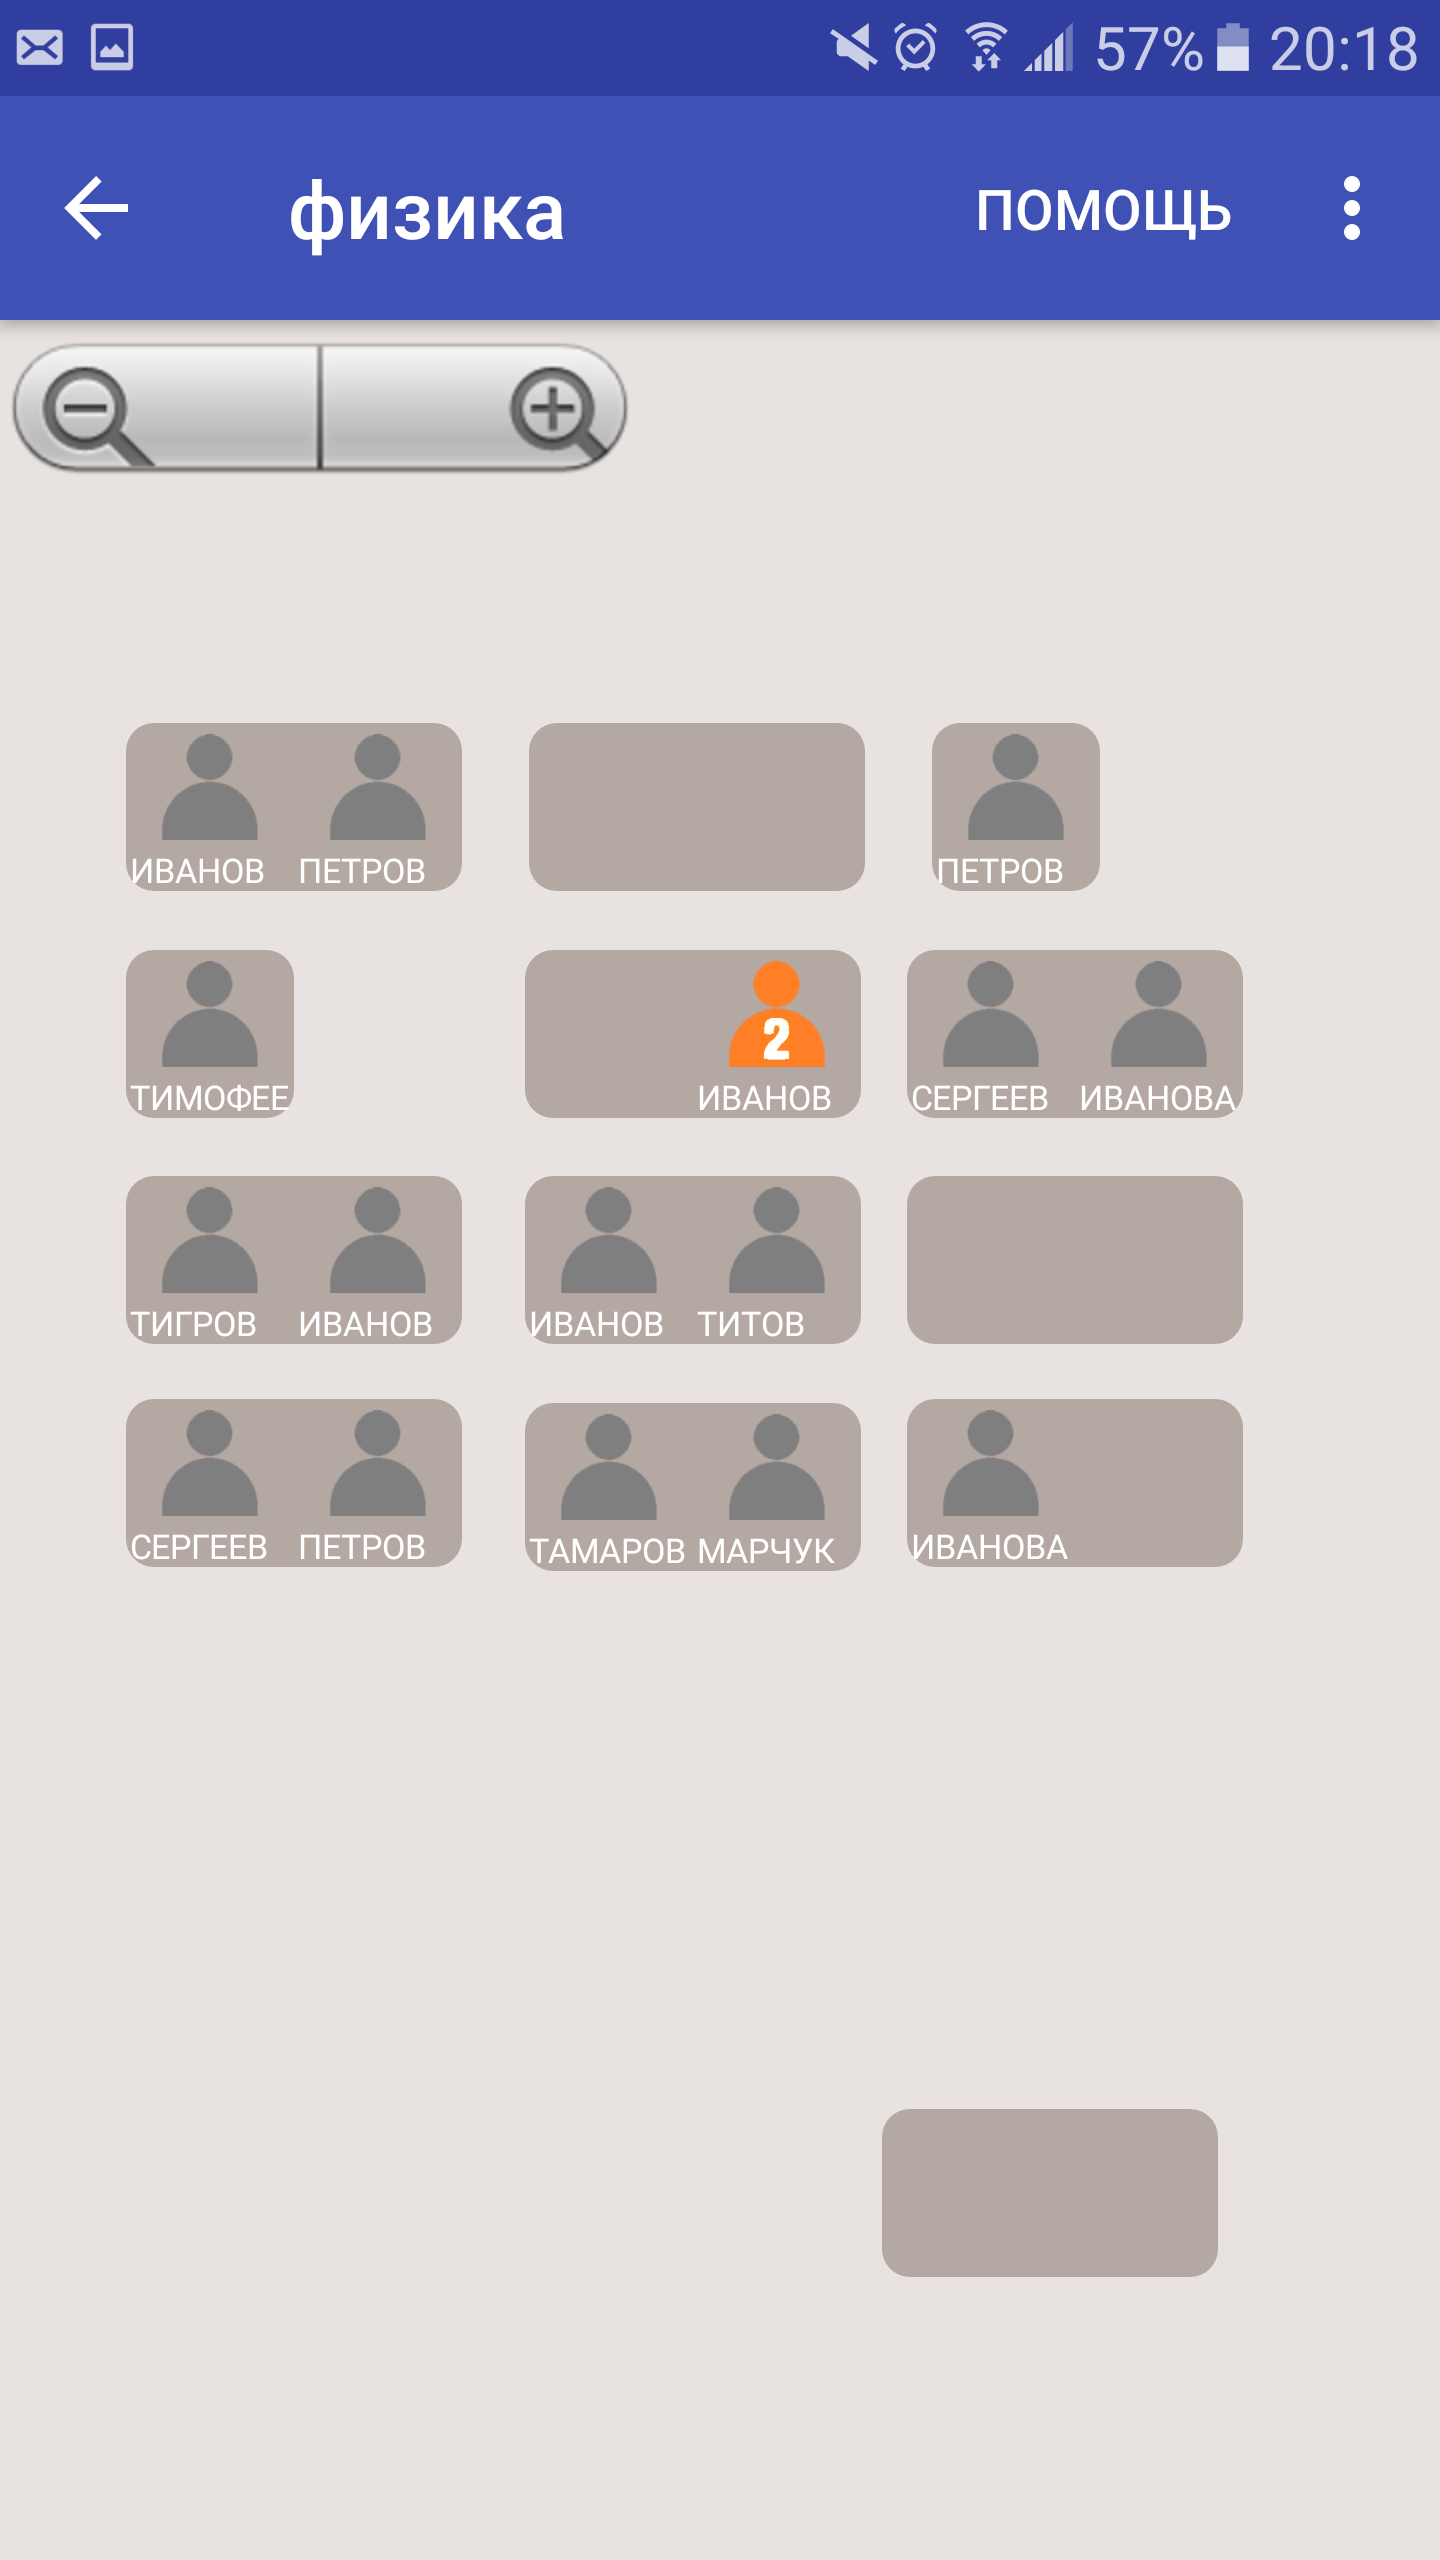 57% 20:18
физика ПОМОЩЬ
ИВАНОВ ПЕТРОВ ПЕТРОВ
ТИМОФЕЕ 2 ИВАНОВ СЕРГЕЕВ ИВАНОВА
ТИГРОВ ИВАНОВ ИВАНОВ ТИТОВ
СЕРГЕЕВ ПЕТРОВ ТАМАРОВ МАРЧУК ИВАНОВА